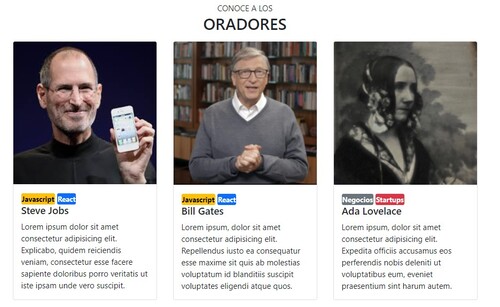 CONOCE A LOS
ORADORES
Javascript React
Steve Jobs
Lorem ipsum, dolor sit amet
consectetur adipisicing elit.
Explicabo, quidem reiciendis
veniam, consectetur esse facere
sapiente doloribus porro veritatis ut
iste ipsam unde vero suscipit.
Javascript React
Bill Gates
Lorem ipsum, dolor sit amet
consectetur adipisicing elit.
Repellendus iusto ea consequatur
esse maxime sit quis ab molestias
voluptatum id blanditiis suscipit
voluptates eligendi atque quos.
Negocios Startups
Ada Lovelace
Lorem ipsum, dolor sit amet
consectetur adipisicing elit.
Expedita officiis accusamus eos
perferendis nobis deleniti ut
voluptatibus eum, eveniet
praesentium sint harum autem.